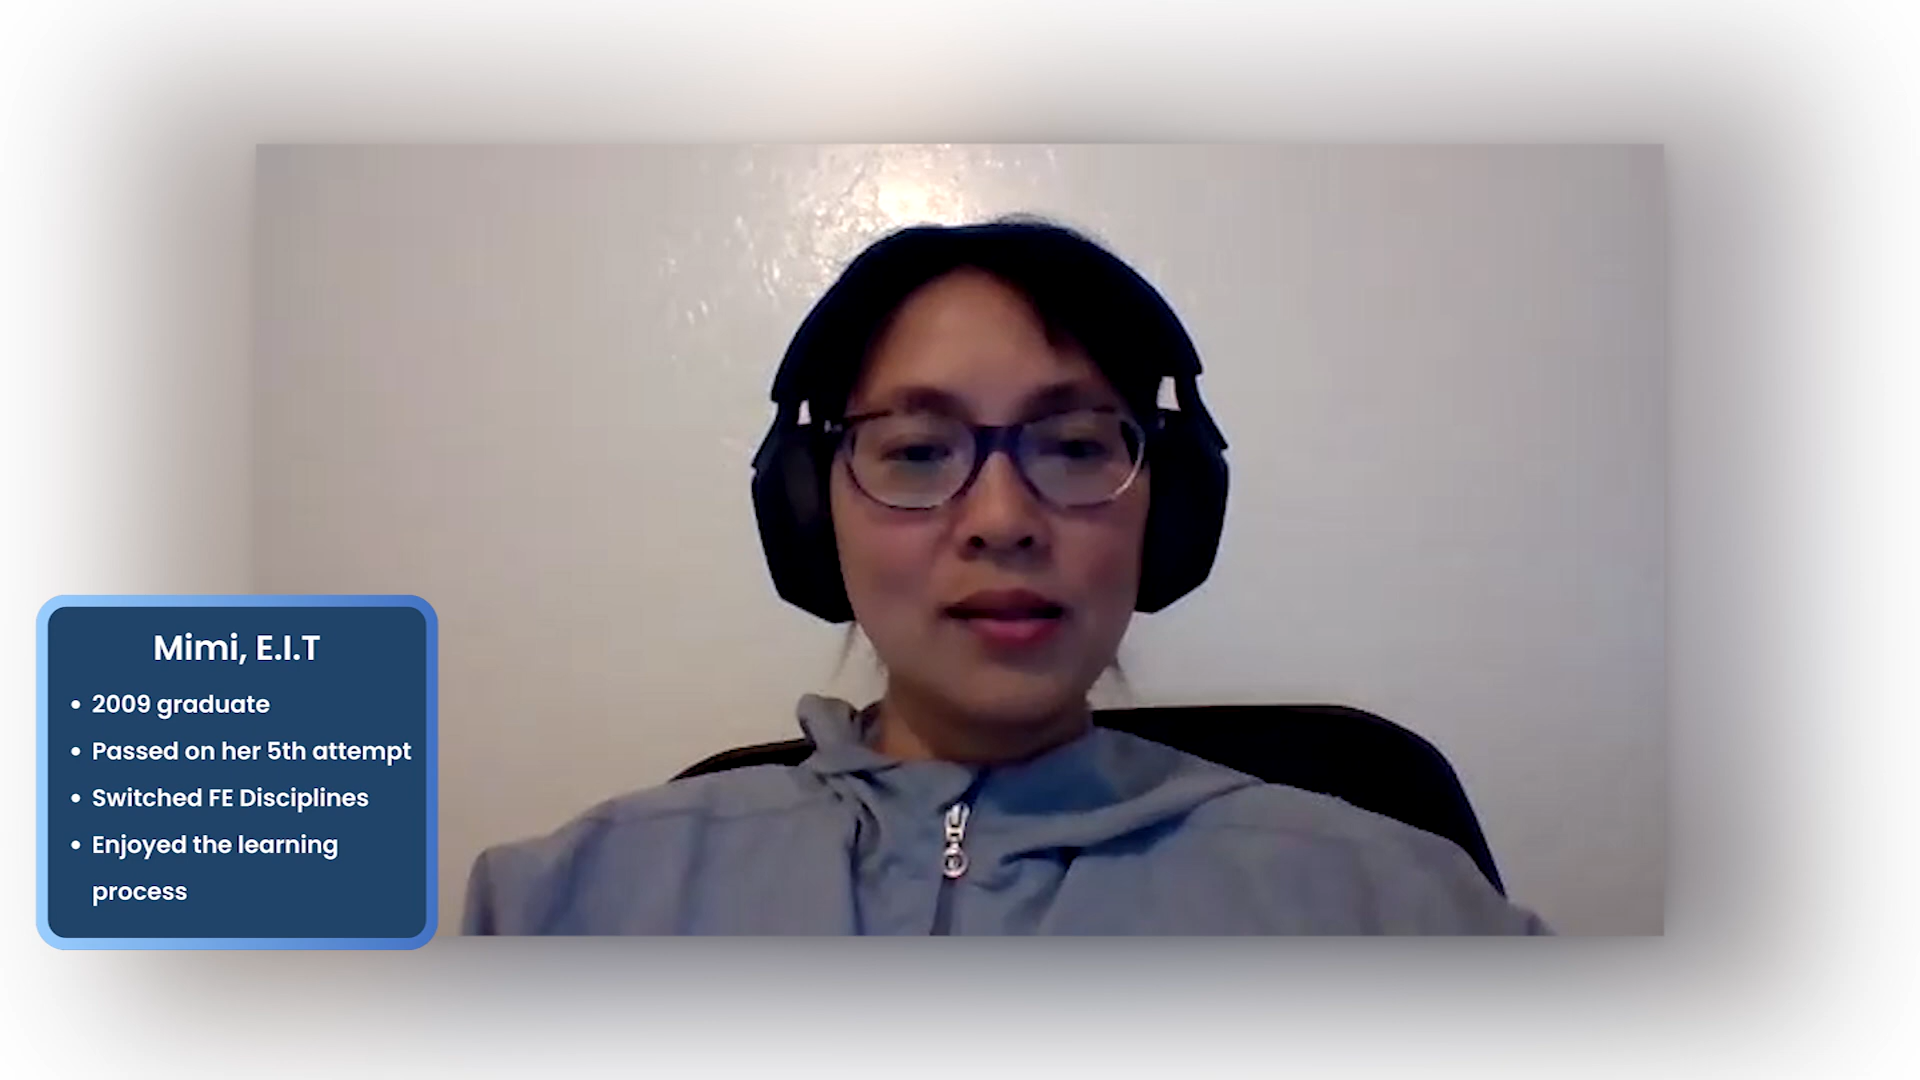 Mimi, E.I.T
• 2009 graduate
• Passed on her 5th attempt
• Switched FE Disciplines
• Enjoyed the learning
process